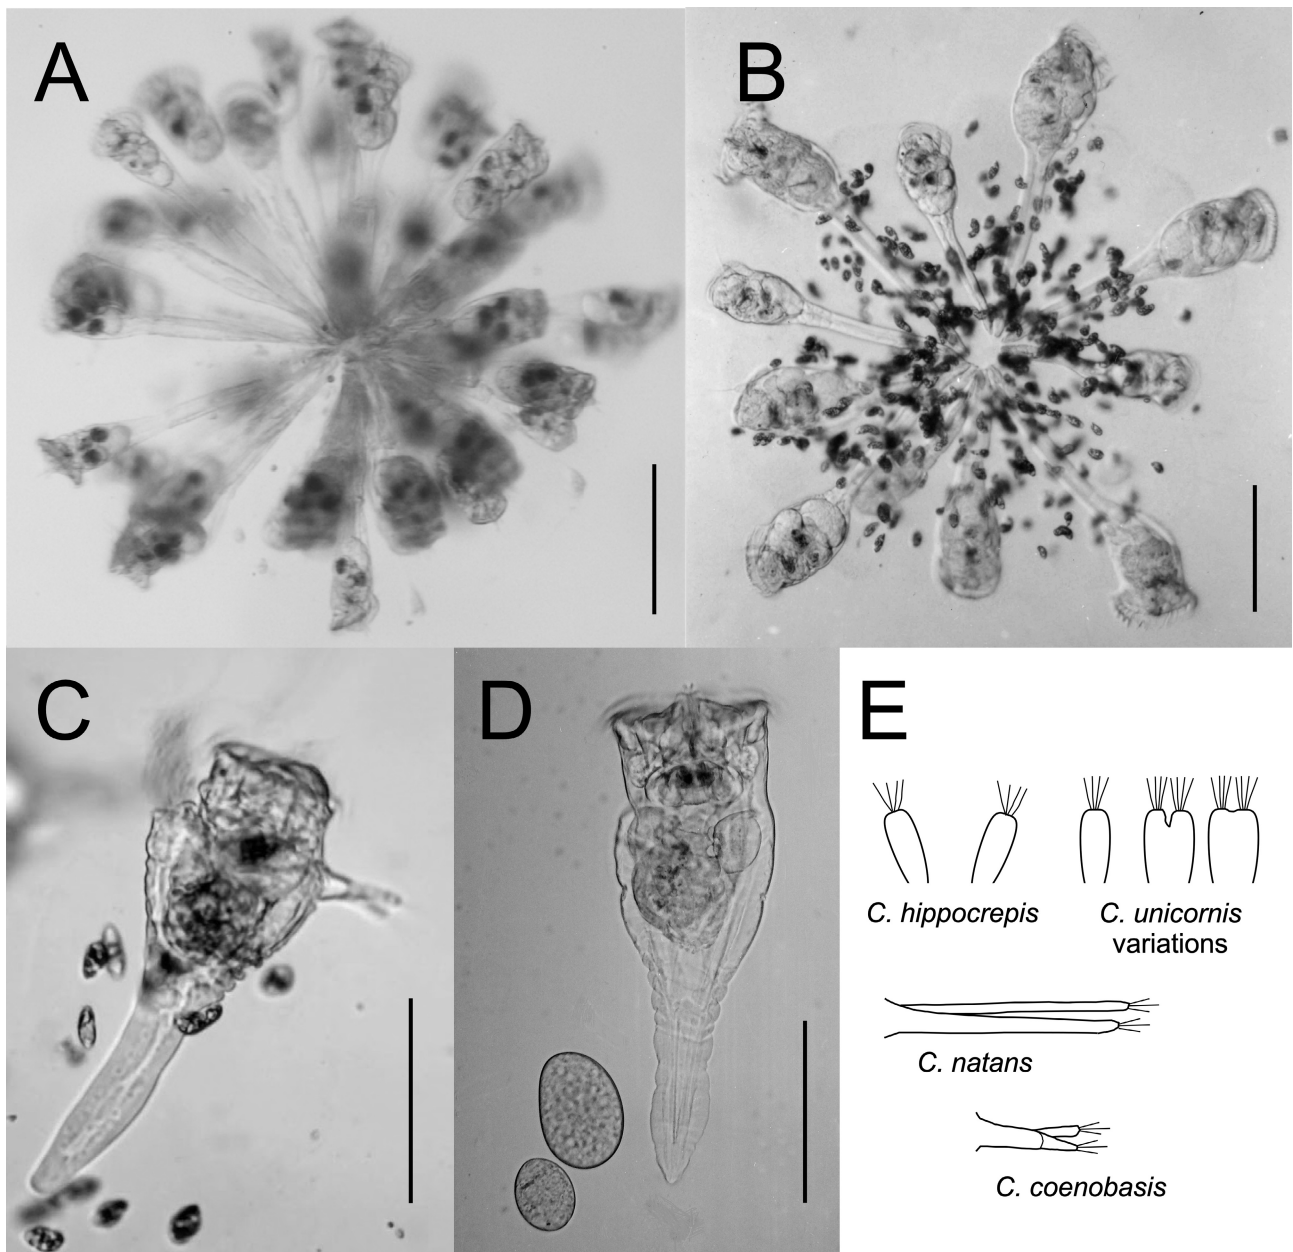 A
B
C
D
E
C. hippocrepis
C. unicornis
variations
C. natans
C. coenobasis